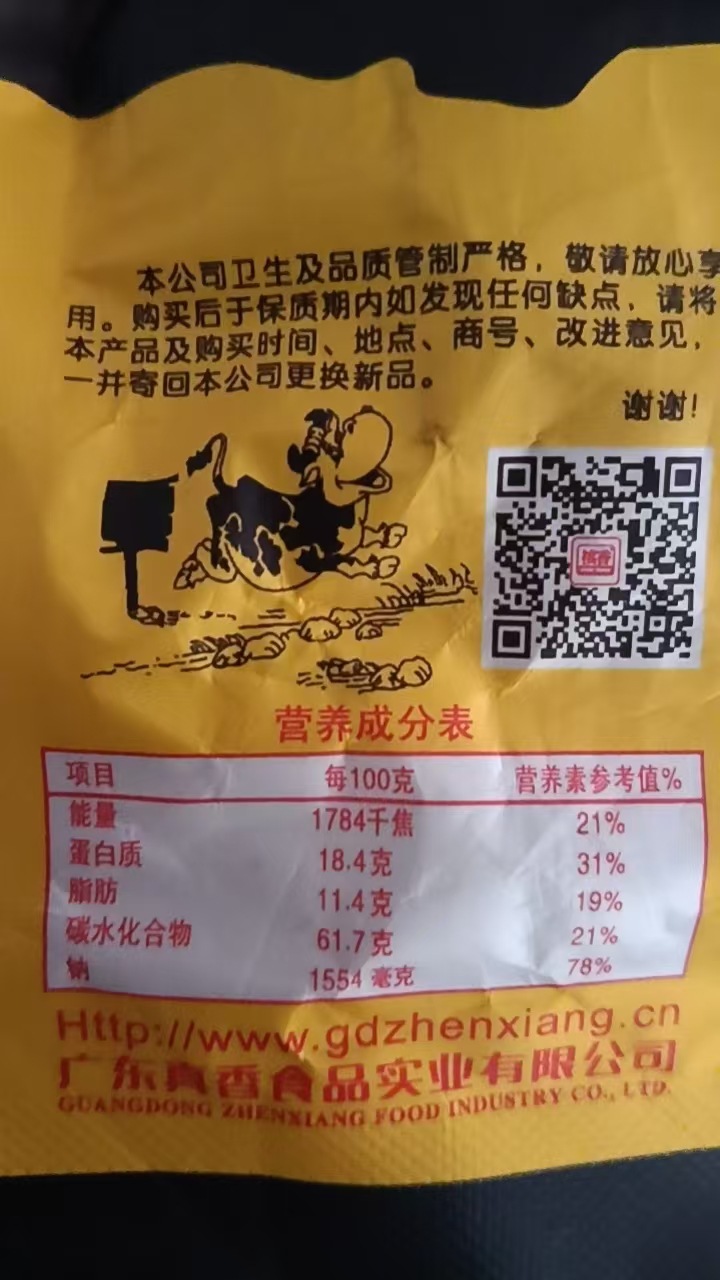 本公司卫生及品质管制严格，敬请放心享
用。购买后于保质期内如发现任何缺点，请将
本产品及购买时间、地点、商号、改进意见，
一并寄回本公司更换新品。
谢谢！
营养成分表
项目 每100克 营养素参考值%
能量 1784千焦 21%
蛋白质 18.4克 31%
脂肪 11.4克 19%
碳水化合物 61.7克 21%
钠 1554毫克 78%
Http://www.gdzhenxiang.cn
广东真香食品实业有限公司
GUANGDONG ZHENXIANG FOOD INDUSTRY CO., LTD.